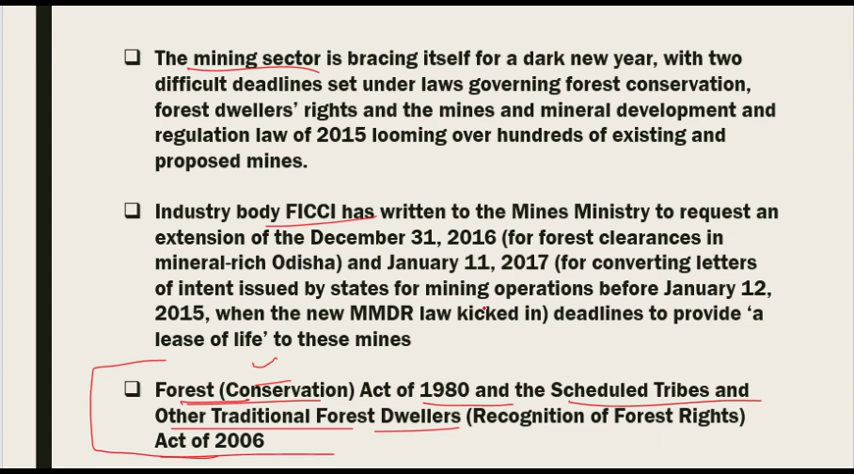 ❑ The mining sector is bracing itself for a dark new year, with two
difficult deadlines set under laws governing forest conservation,
forest dwellers’ rights and the mines and mineral development and
regulation law of 2015 looming over hundreds of existing and
proposed mines.
❑ Industry body FICCI has written to the Mines Ministry to request an
extension of the December 31, 2016 (for forest clearances in
mineral-rich Odisha) and January 11, 2017 (for converting letters
of intent issued by states for mining operations before January 12,
2015, when the new MMDR law kicked in) deadlines to provide ‘a
lease of life’ to these mines
❑ Forest (Conservation) Act of 1980 and the Scheduled Tribes and
Other Traditional Forest Dwellers (Recognition of Forest Rights)
Act of 2006